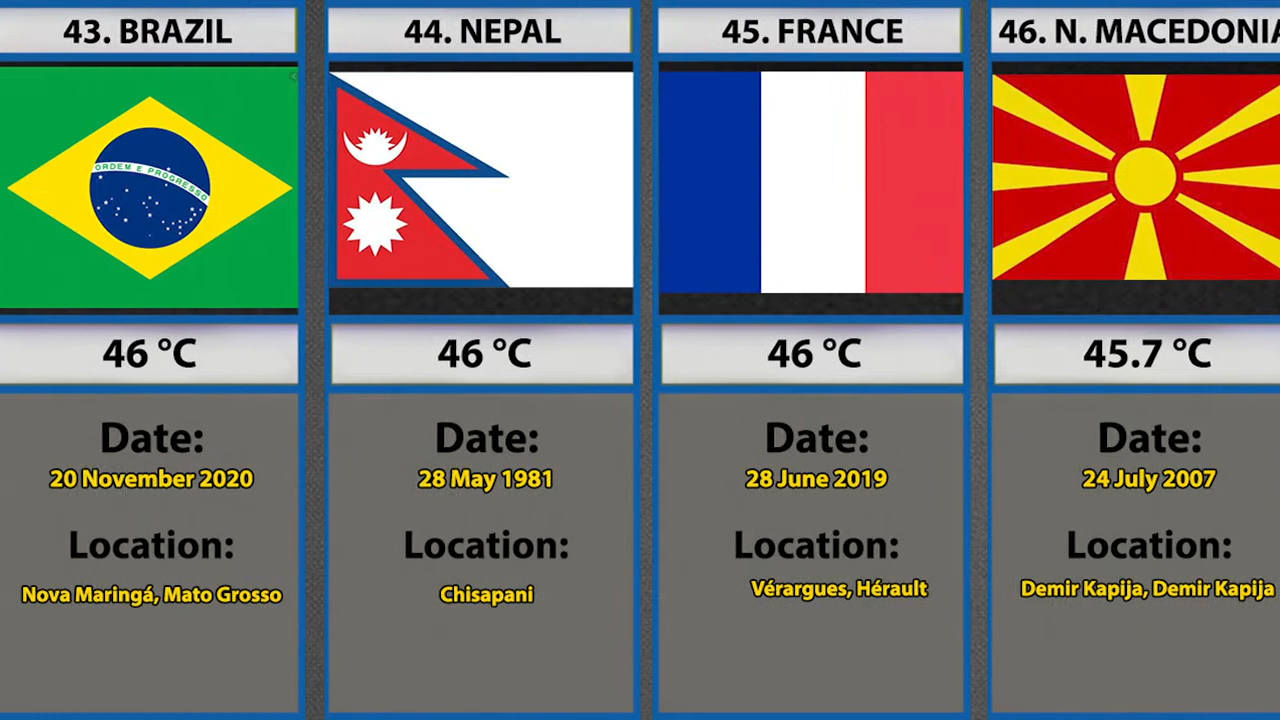 43. BRAZIL
ORDEM E PROGRESSO
46 °C
Date:
20 November 2020
Location:
Nova Maringá, Mato Grosso
44. NEPAL
46 °C
Date:
28 May 1981
Location:
Chisapani
45. FRANCE
46 °C
Date:
28 June 2019
Location:
Vérargues, Hérault
46. N. MACEDONIA
45.7 °C
Date:
24 July 2007
Location:
Demir Kapija, Demir Kapija